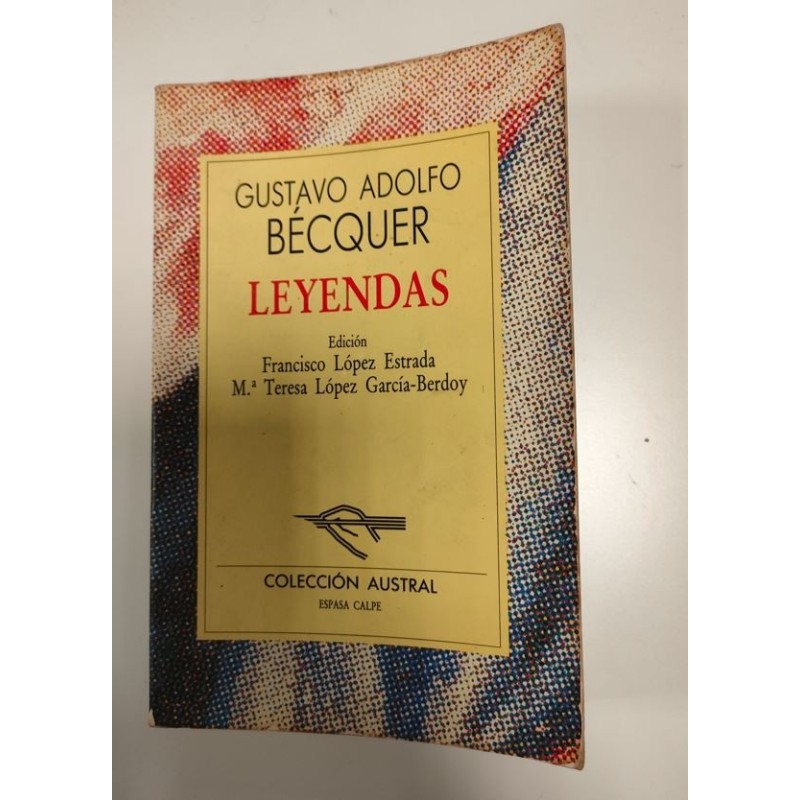 GUSTAVO ADOLFO
BÉCQUER
LEYENDAS
Edición
Francisco López Estrada
M.ª Teresa López García-Berdoy
COLECCIÓN AUSTRAL
ESPASA CALPE